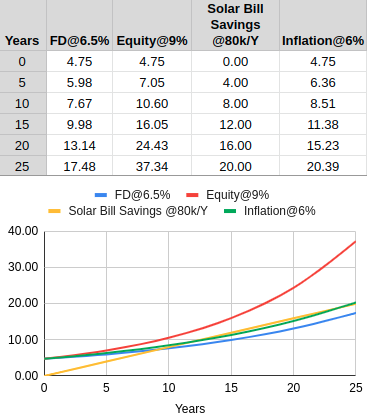 Years FD@6.5% Equity@9% Solar Bill Savings @80k/Y Inflation@6%
0 4.75 4.75 0.00 4.75
5 5.98 7.05 4.00 6.36
10 7.67 10.60 8.00 8.51
15 9.98 16.05 12.00 11.38
20 13.14 24.43 16.00 15.23
25 17.48 37.34 20.00 20.39
FD@6.5% Equity@9%
Solar Bill Savings @80k/Y Inflation@6%
40.00
30.00
20.00
10.00
0.00
0 5 10 15 20 25
Years